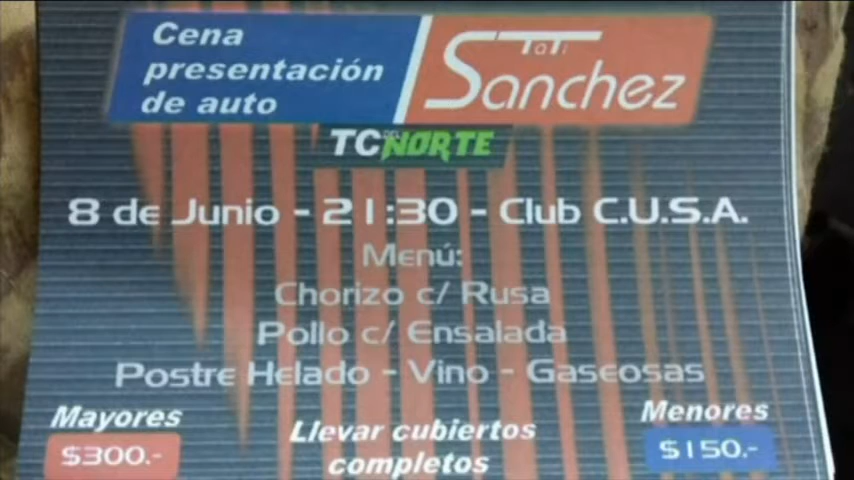 Cena
presentación
de auto
TaTi
Sanchez
TC DEL NORTE
8 de Junio - 21:30 - Club C.U.S.A.
Menú:
Chorizo c/ Rusa
Pollo c/ Ensalada
Postre Helado - Vino - Gaseosas
Mayores
$300.-
Llevar cubiertos
completos
Menores
$150.-